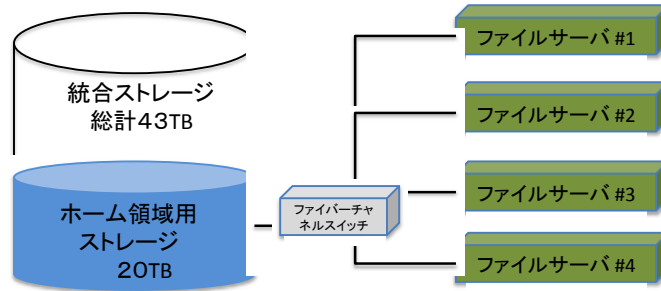 統合ストレージ
総計43TB
ホーム領域用
ストレージ
20TB
ファイバーチャ
ネルスイッチ
ファイルサーバ #1
ファイルサーバ #2
ファイルサーバ #3
ファイルサーバ #4